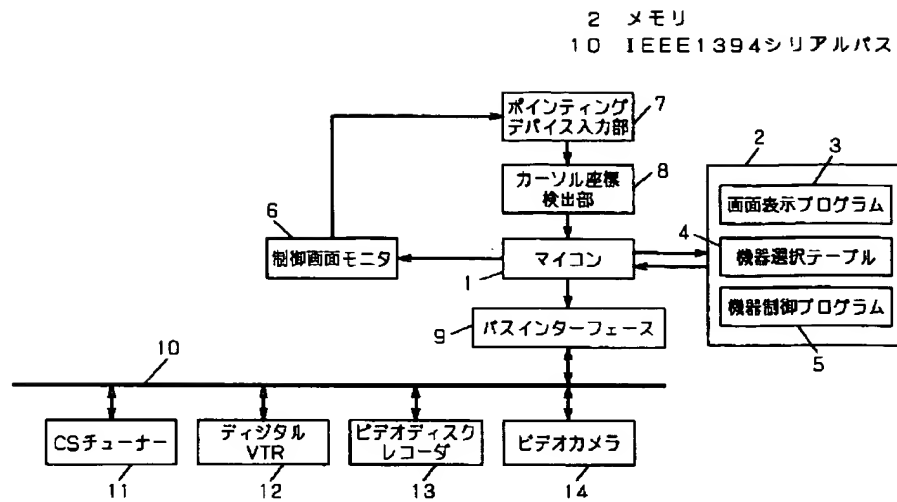 2 メモリ
10 IEEE1394シリアルバス
ポインティング
デバイス入力部
7
カーソル座標
検出部
8
2
3
画面表示プログラム
4
機器選択テーブル
機器制御プログラム
5
6
制御画面モニタ
マイコン
1
バスインターフェース
9
10
CSチューナー
ディジタル
VTR
ビデオディスク
レコーダ
ビデオカメラ
11
12
13
14